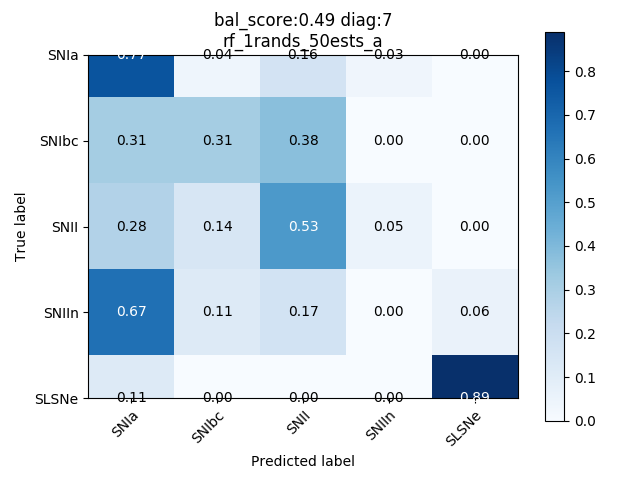 bal_score:0.49 diag:7
rf_1rands_50ests_a
SNIa 0.77 0.04 0.16 0.03 0.00 0.8
0.7
SNIbc 0.31 0.31 0.38 0.00 0.00
0.6
0.5
True label
SNII 0.28 0.14 0.53 0.05 0.00
0.4
0.3
SNIIn 0.67 0.11 0.17 0.00 0.06
0.2
0.1
SLSNe 0.11 0.00 0.00 0.00 0.89
0.0
SNIa SNIbc SNII SNIIn SLSNe
Predicted label